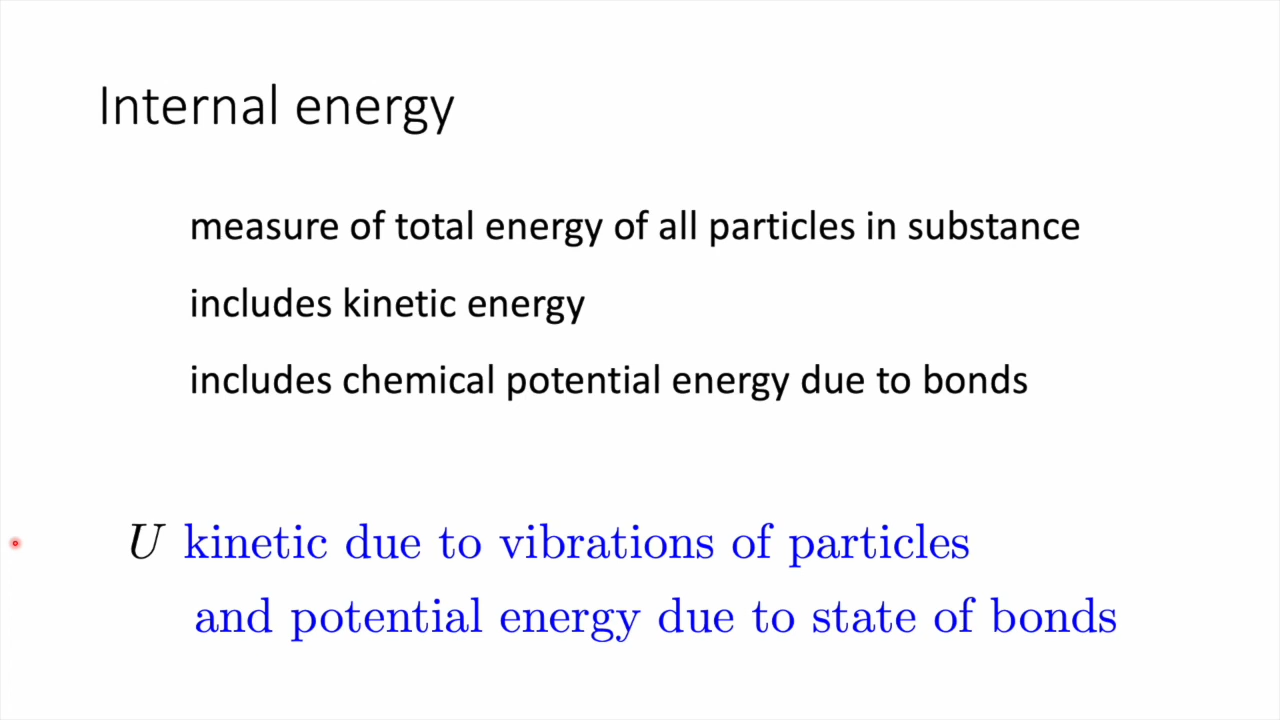 Internal energy
measure of total energy of all particles in substance
includes kinetic energy
includes chemical potential energy due to bonds
U kinetic due to vibrations of particles
and potential energy due to state of bonds